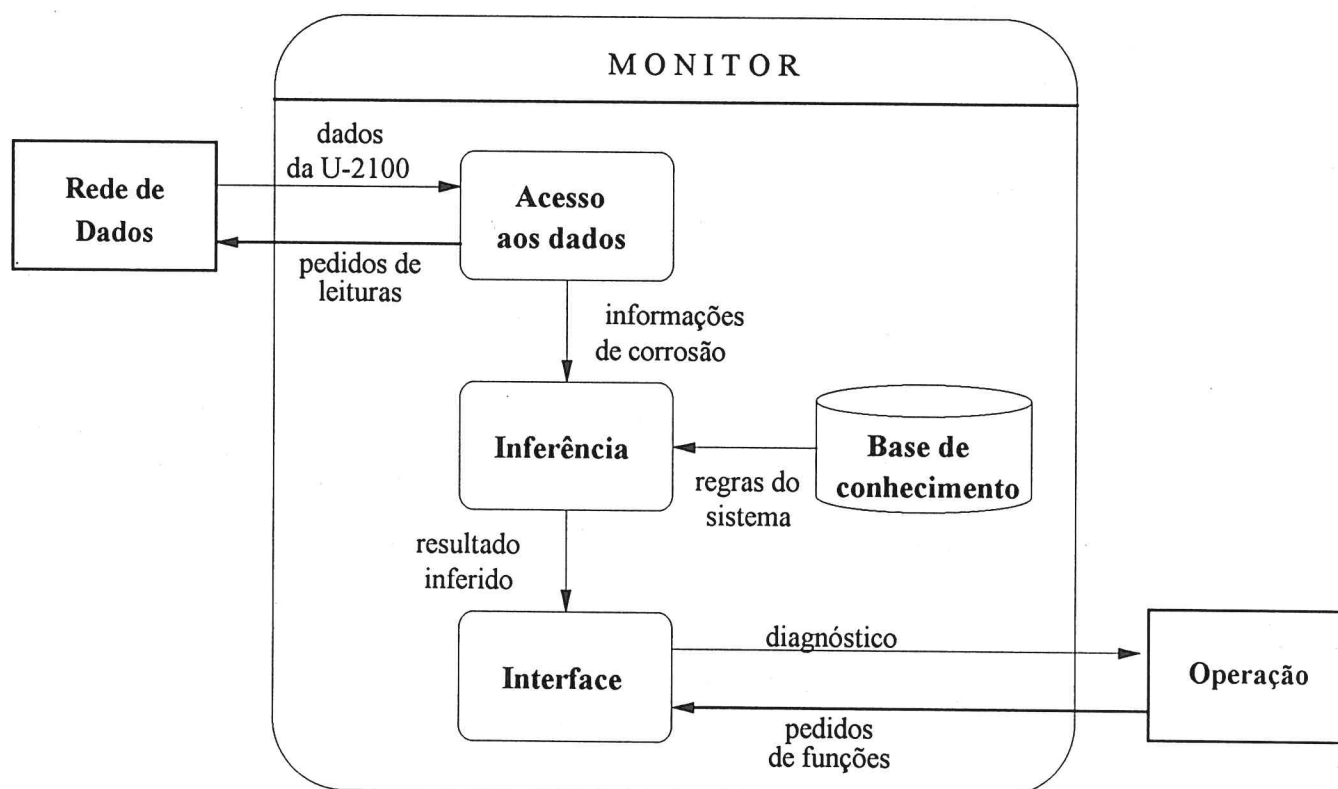 MONITOR
dados
da U-2100
Rede de
Dados
Acesso
aos dados
pedidos de
leituras
informações
de corrosão
Inferência
Base de
conhecimento
regras do
sistema
resultado
inferido
Interface
diagnóstico
Operação
pedidos
de funções